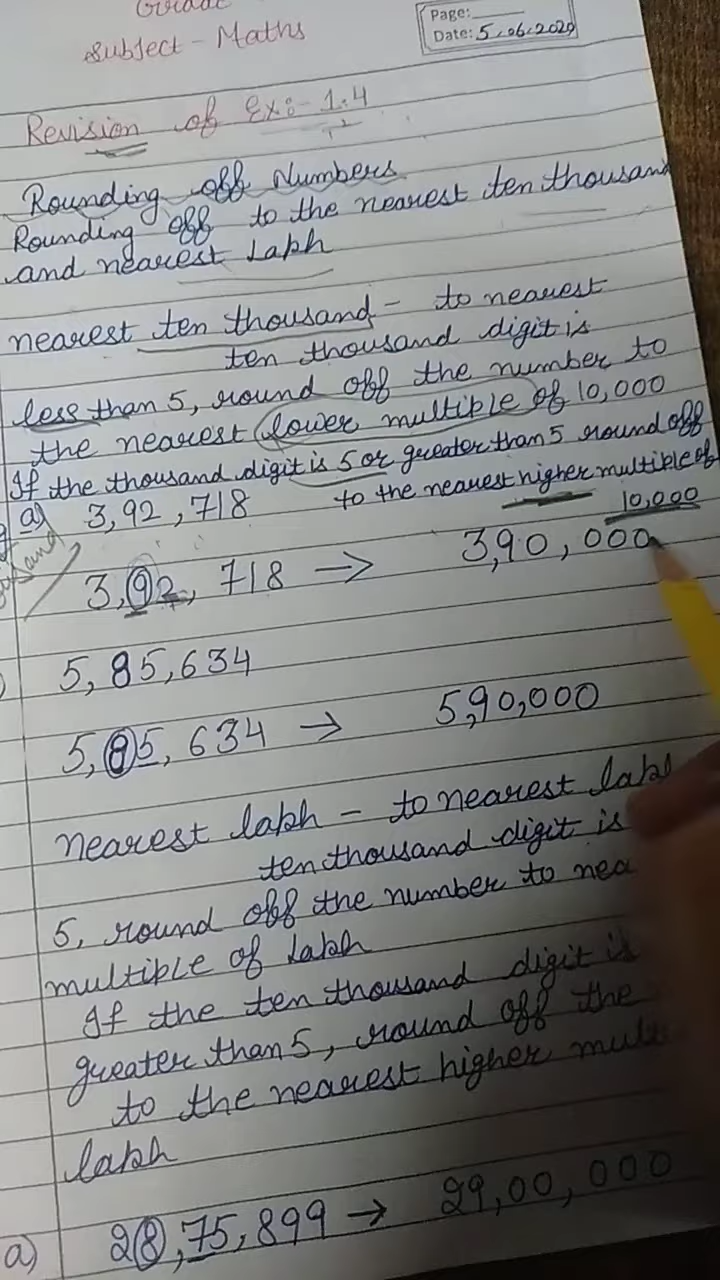 Subject - Maths
Page:
Date: 5.06.2020
Revision of Ex:- 1.4
Rounding off Numbers
Rounding off to the nearest ten thousand
and nearest Lakh
nearest ten thousand - to nearest
ten thousand digit is
less than 5, round off the number to
the nearest lower multiple of 10,000
If the thousand digit is 5 or greater than 5 round off
to the nearest higher multiple of
10,000
a) 3,92,718
3,92,718 → 3,90,000
5,85,634
5,85,634 → 5,90,000
nearest lakh - to nearest lakh
ten thousand digit is
5, round off the number to nea
multiple of Lakh
If the ten thousand digit is
greater than 5, round off the
to the nearest higher mult
lakh
a) 28,75,899 → 29,00,000